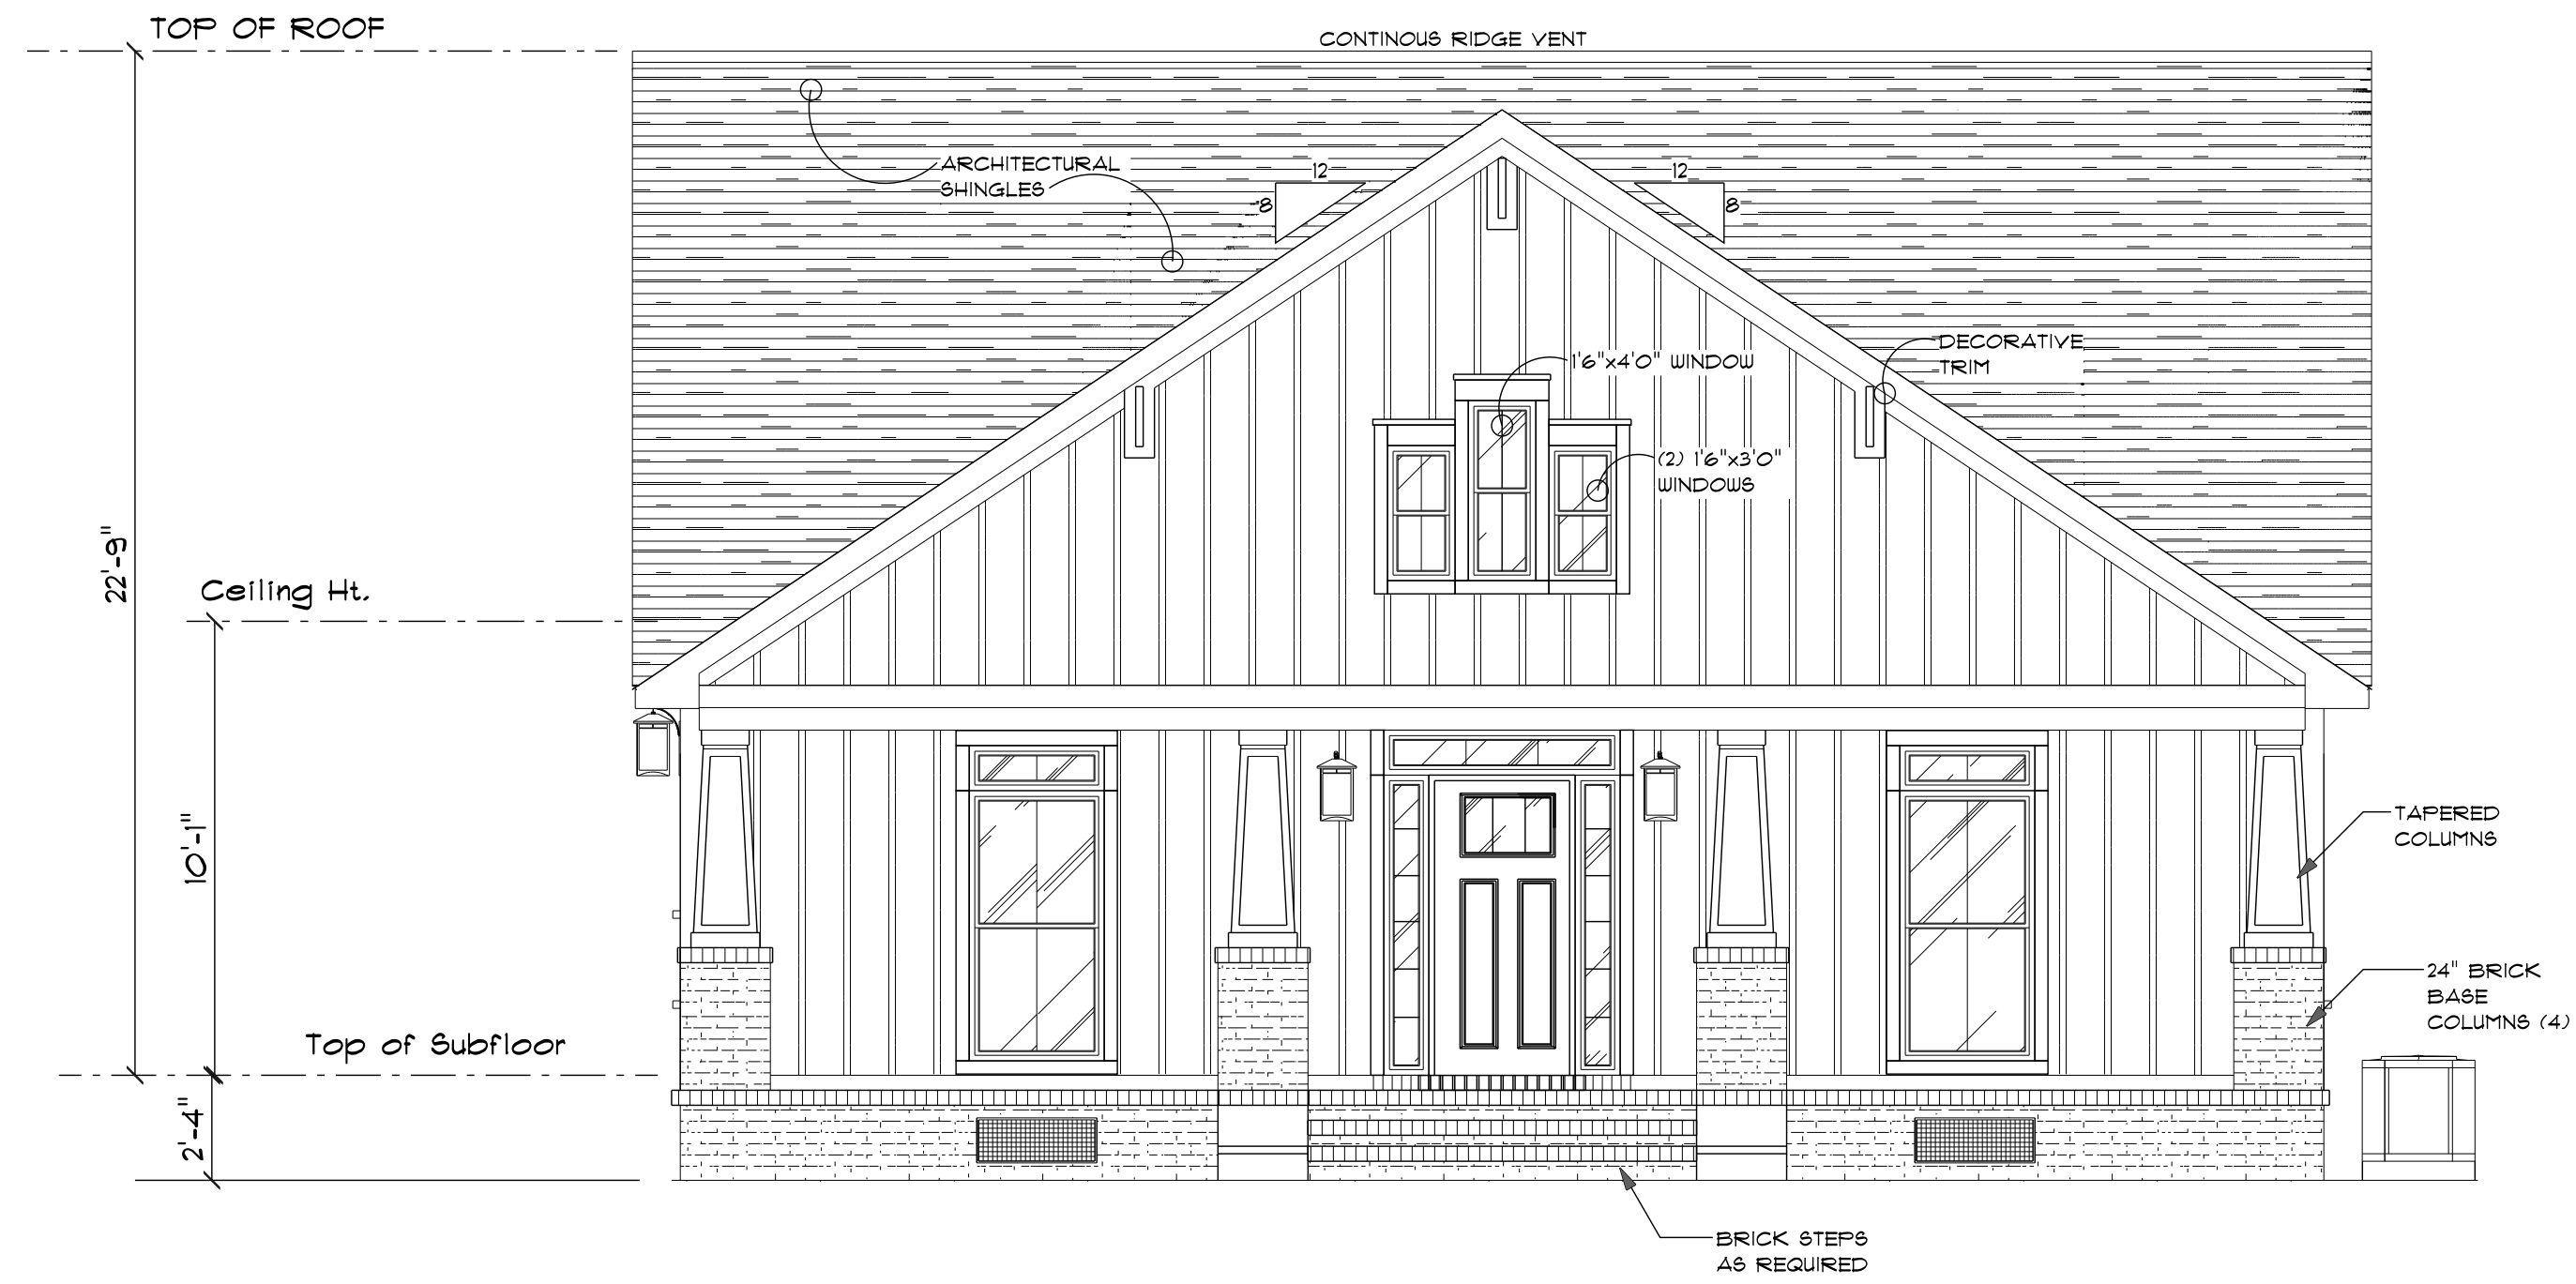 TOP OF ROOF
CONTINOUS RIDGE VENT
ARCHITECTURAL
SHINGLES
12
8
12
8
DECORATIVE
TRIM
1'6"x4'0" WINDOW
(2) 1'6"x3'0"
WINDOWS
22'-9"
Ceiling Ht.
10'-1"
TAPERED
COLUMNS
24" BRICK
BASE
COLUMNS (4)
Top of Subfloor
2'-4"
BRICK STEPS
AS REQUIRED